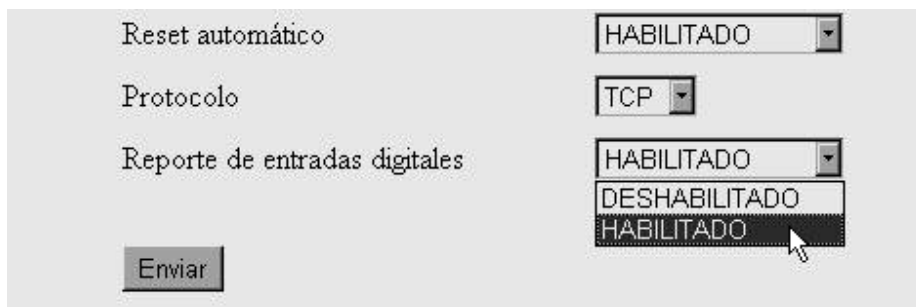 Reset automático HABILITADO
Protocolo TCP
Reporte de entradas digitales HABILITADO
DESHABILITADO
HABILITADO
Enviar